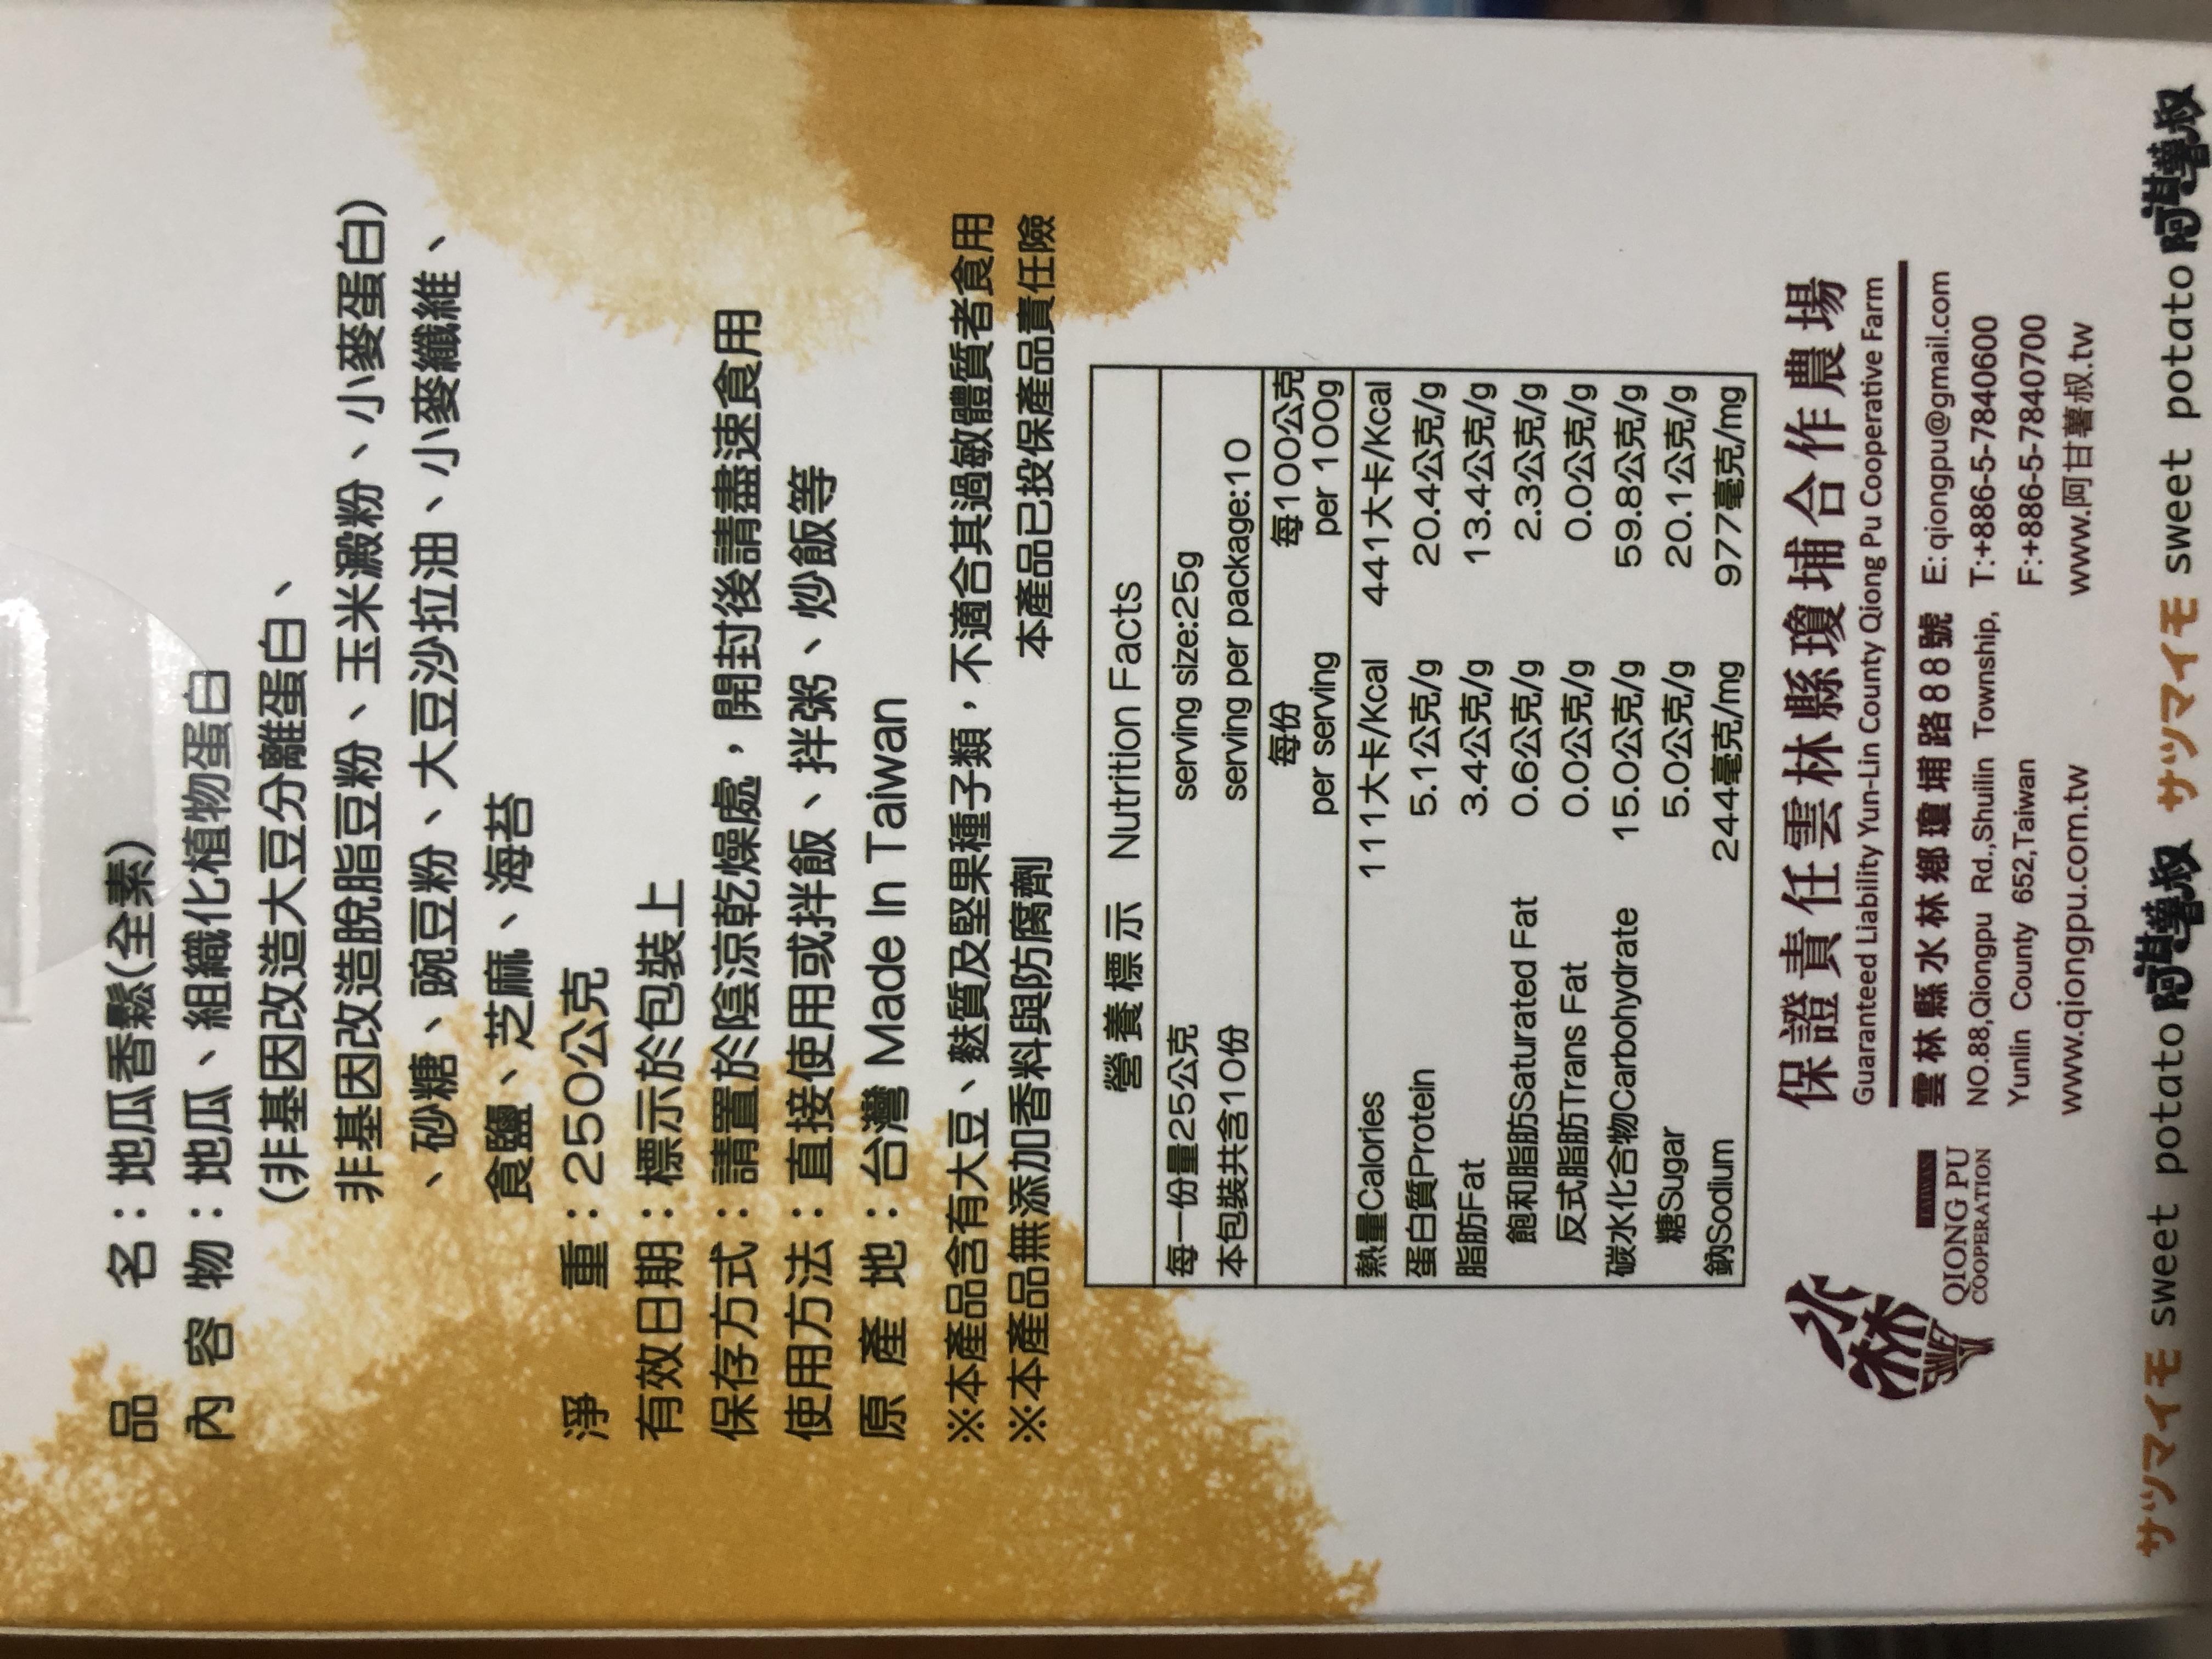 品　　名：地瓜香鬆(全素)
內 容 物：地瓜、組織化植物蛋白
(非基因改造大豆分離蛋白、
非基因改造脫脂豆粉、玉米澱粉、小麥蛋白)
、砂糖、豌豆粉、大豆沙拉油、小麥纖維、
食鹽、芝麻、海苔
淨　　重：250公克
有效日期：標示於包裝上
保存方式：請置於陰涼乾燥處，開封後請盡速食用
使用方法：直接使用或拌飯、拌粥、炒飯等
原 產 地：台灣 Made In Taiwan
※本產品含有大豆、麩質及堅果種子類，不適合其過敏體質者食用
※本產品無添加香料與防腐劑　　本產品已投保產品責任險
營養標示 Nutrition Facts
每一份量25公克 serving size:25g
本包裝共含10份 serving per package:10
每份 每100公克
per serving per 100g
熱量Calories 111大卡/Kcal 441大卡/Kcal
蛋白質Protein 5.1公克/g 20.4公克/g
脂肪Fat 3.4公克/g 13.4公克/g
飽和脂肪Saturated Fat 0.6公克/g 2.3公克/g
反式脂肪Trans Fat 0.0公克/g 0.0公克/g
碳水化合物Carbohydrate 15.0公克/g 59.8公克/g
糖Sugar 5.0公克/g 20.1公克/g
鈉Sodium 244毫克/mg 977毫克/mg
水林
SWEZ
TAIWAN
QIONG PU
COOPERATION
保證責任雲林縣瓊埔合作農場
Guaranteed Liability Yun-Lin County Qiong Pu Cooperative Farm
雲林縣水林鄉瓊埔路88號 E: qiongpu@gmail.com
NO.88,Qiongpu Rd.,Shuilin Township, T:+886-5-7840600
Yunlin County 652,Taiwan F:+886-5-7840700
www.qiongpu.com.tw www.阿甘薯叔.tw
サツマイモ sweet potato 阿甘薯叔 サツマイモ sweet potato 阿甘薯叔